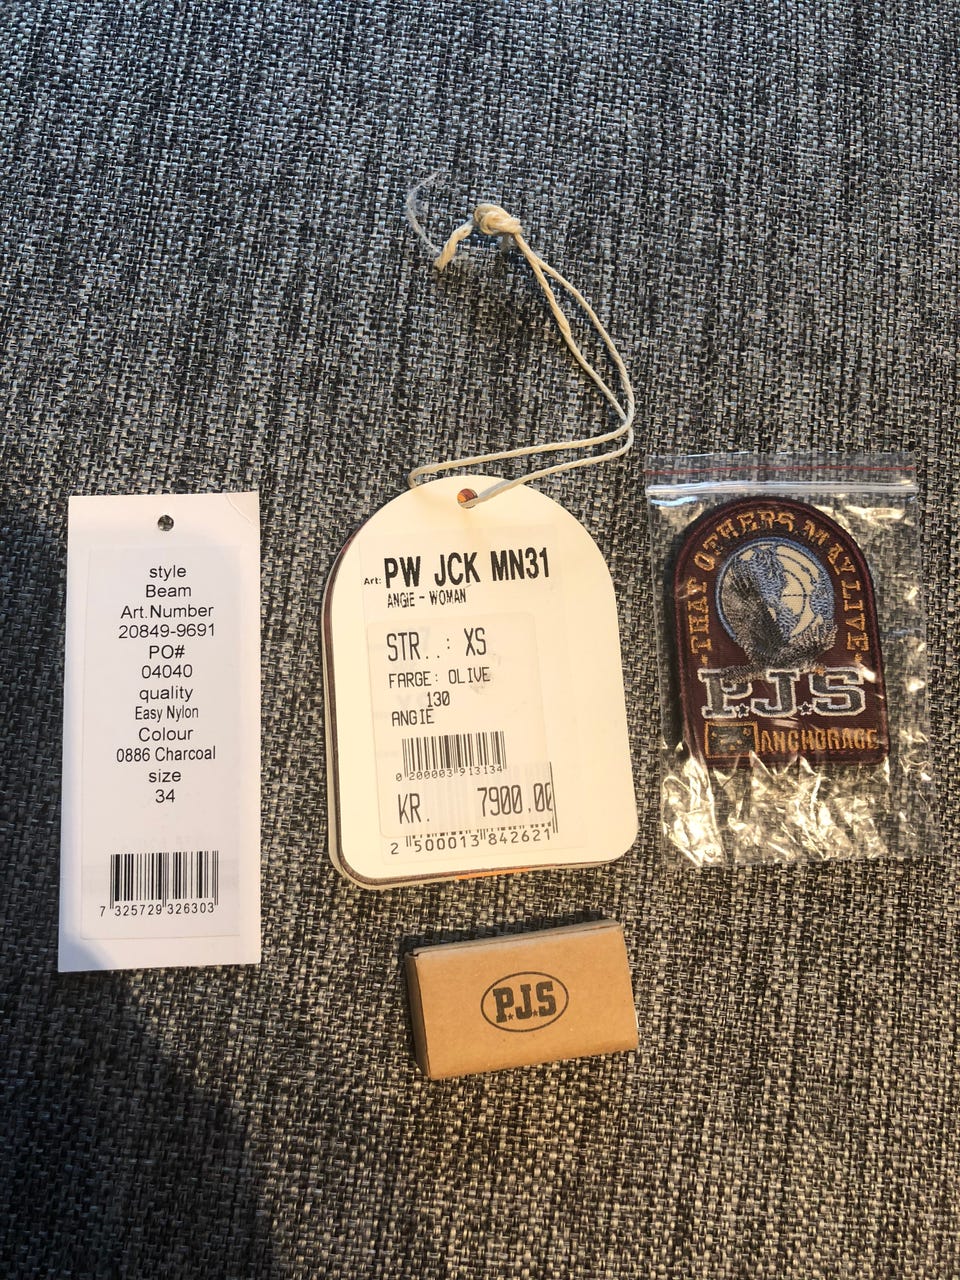 style
Beam
Art.Number
20849-9691
PO#
04040
quality
Easy Nylon
Colour
0886 Charcoal
size
34
7 325729 326303
Art: PW JCK MN31
ANGIE - WOMAN
STR..: XS
FARGE: OLIVE
130
ANGIE
0 200003 913134
KR. 7900.00
2 500013 842621
THAT OTHERS MAY LIVE
P.J.S
ANCHORAGE
P.J.S